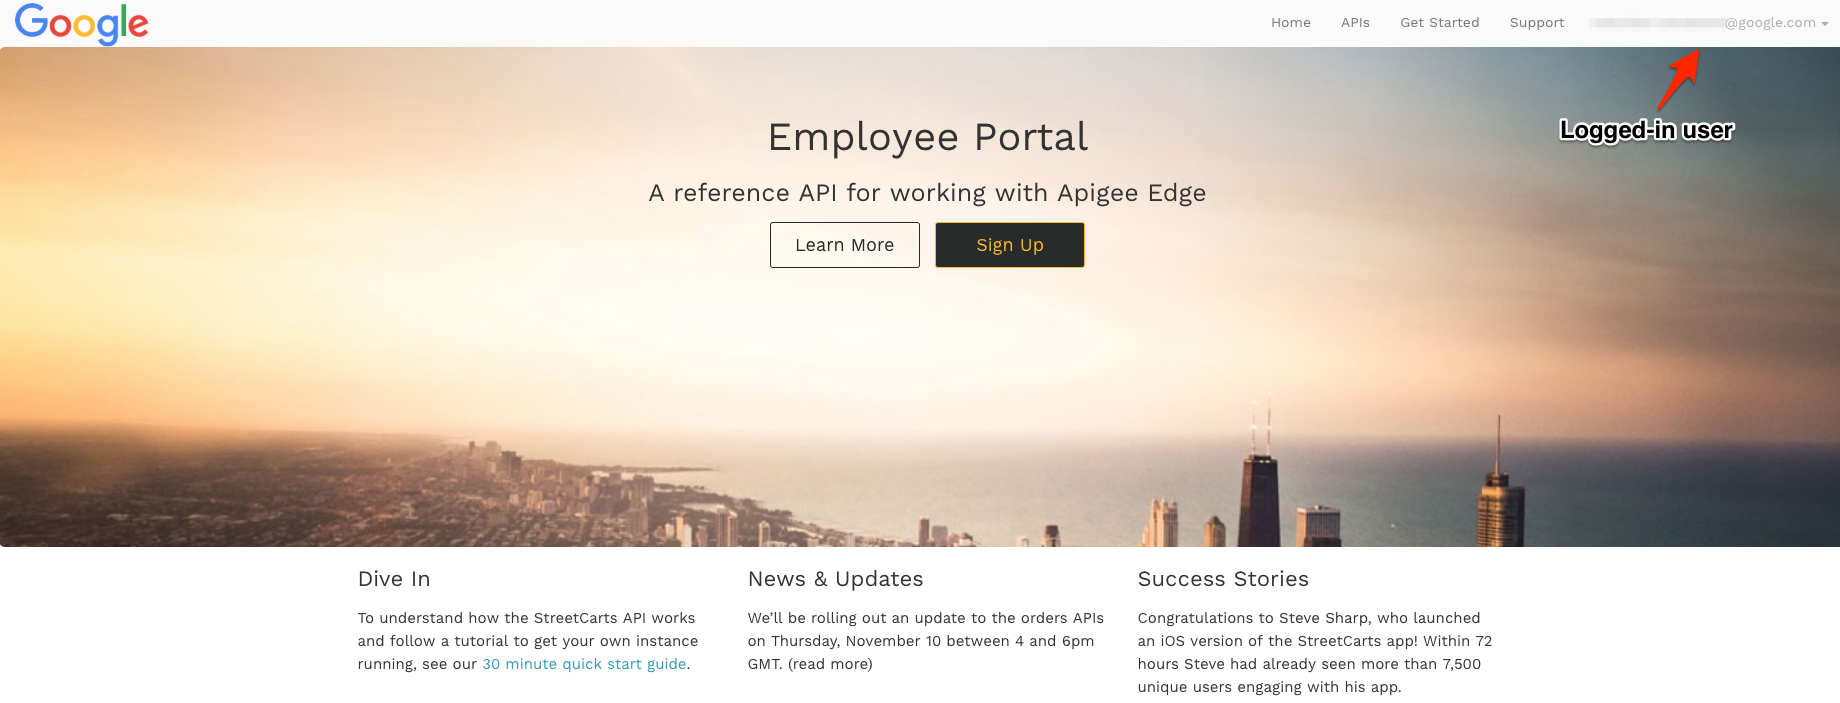 Google
Home APIs Get Started Support @google.com
Logged-in user
Employee Portal
A reference API for working with Apigee Edge
Learn More Sign Up
Dive In
To understand how the StreetCarts API works
and follow a tutorial to get your own instance
running, see our 30 minute quick start guide.
News & Updates
We’ll be rolling out an update to the orders APIs
on Thursday, November 10 between 4 and 6pm
GMT. (read more)
Success Stories
Congratulations to Steve Sharp, who launched
an iOS version of the StreetCarts app! Within 72
hours Steve had already seen more than 7,500
unique users engaging with his app.